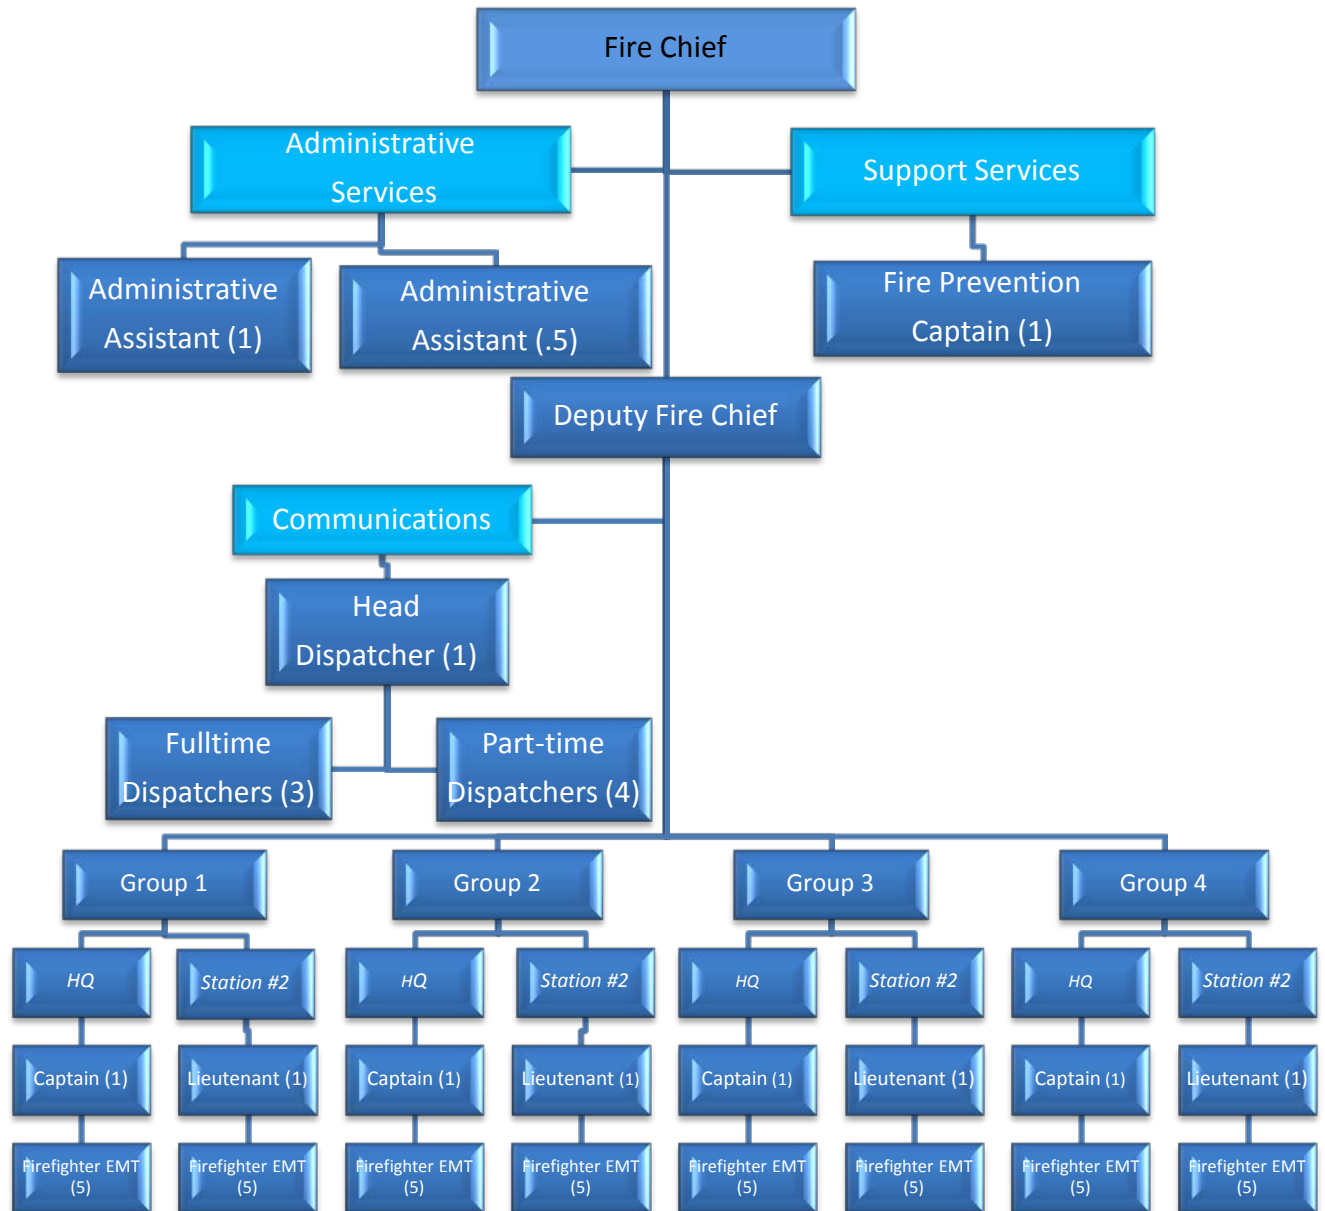 Fire Chief
Administrative
Services
Support Services
Administrative
Assistant (1)
Administrative
Assistant (.5)
Fire Prevention
Captain (1)
Deputy Fire Chief
Communications
Head
Dispatcher (1)
Fulltime
Dispatchers (3)
Part-time
Dispatchers (4)
Group 1
Group 2
Group 3
Group 4
HQ
Station #2
HQ
Station #2
HQ
Station #2
HQ
Station #2
Captain (1)
Lieutenant (1)
Captain (1)
Lieutenant (1)
Captain (1)
Lieutenant (1)
Captain (1)
Lieutenant (1)
Firefighter EMT
(5)
Firefighter EMT
(5)
Firefighter EMT
(5)
Firefighter EMT
(5)
Firefighter EMT
(5)
Firefighter EMT
(5)
Firefighter EMT
(5)
Firefighter EMT
(5)